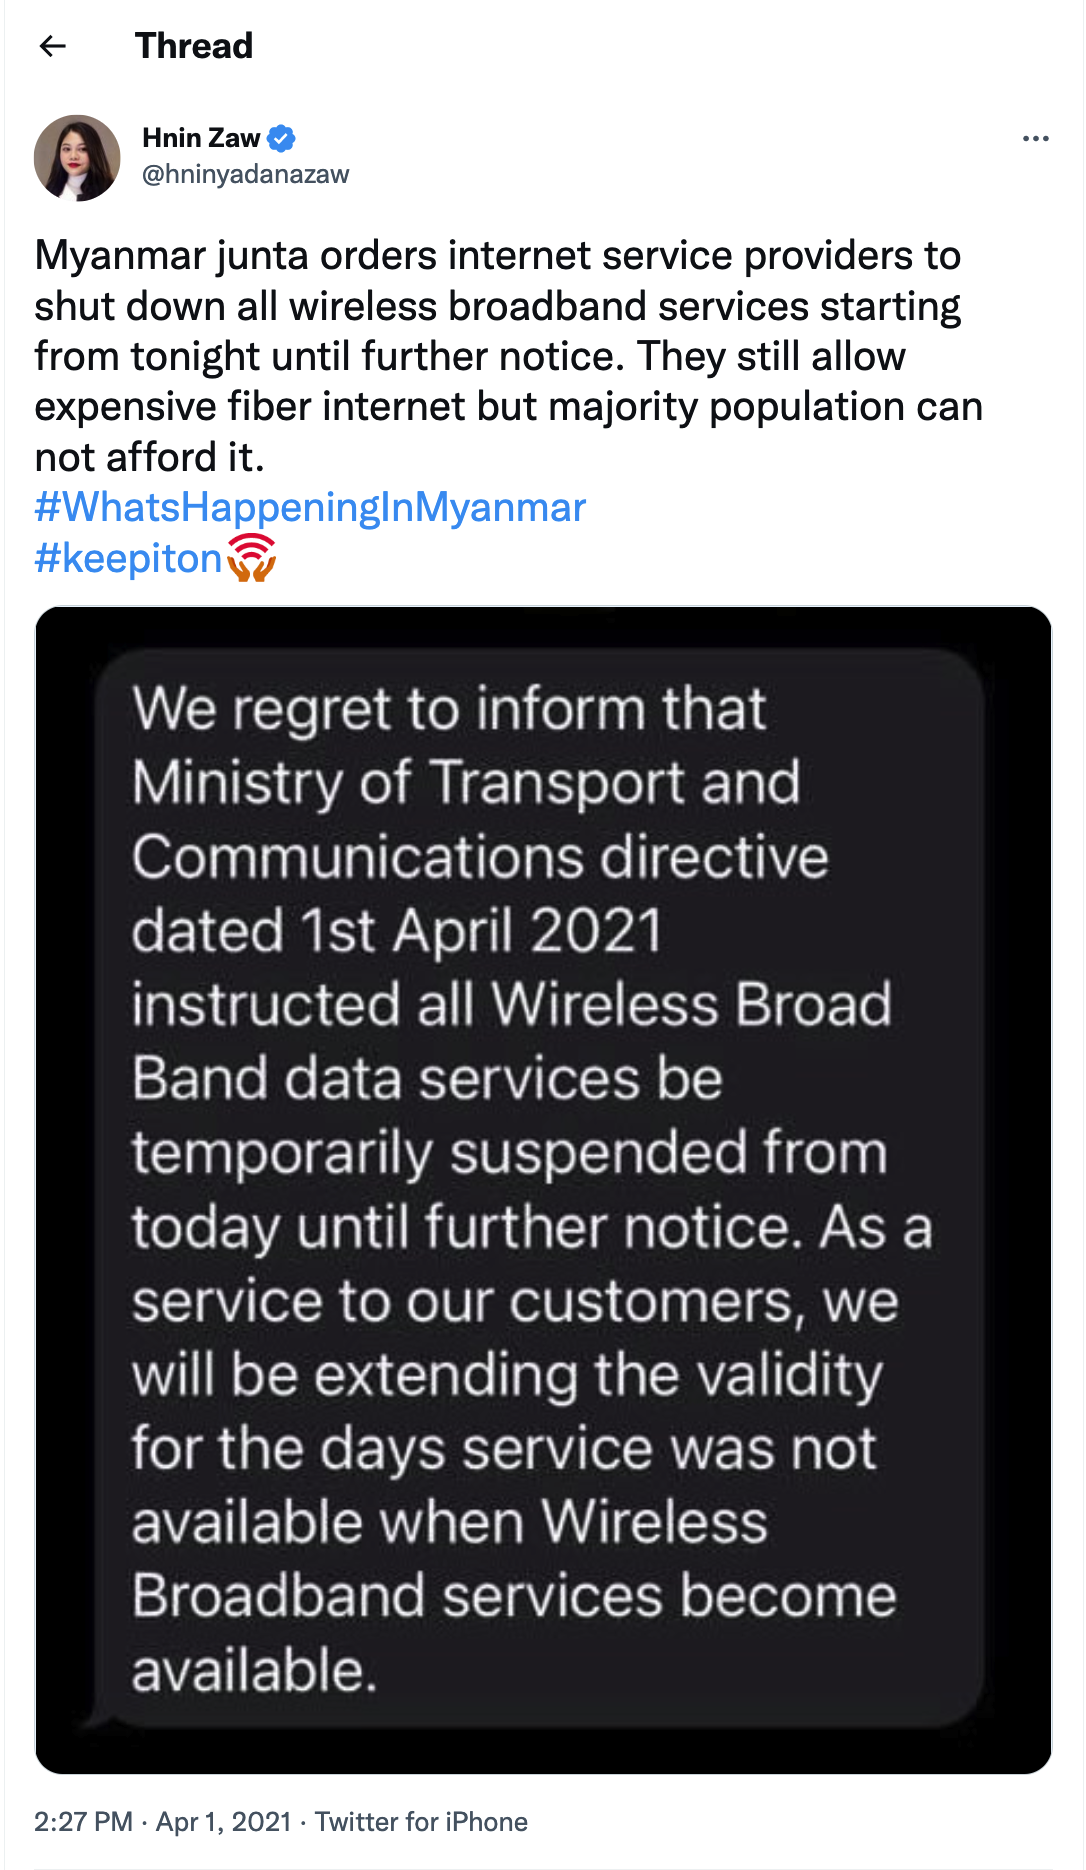 Thread
Hnin Zaw
@hninyadanazaw
Myanmar junta orders internet service providers to
shut down all wireless broadband services starting
from tonight until further notice. They still allow
expensive fiber internet but majority population can
not afford it.
#WhatsHappeningInMyanmar
#keepiton
We regret to inform that
Ministry of Transport and
Communications directive
dated 1st April 2021
instructed all Wireless Broad
Band data services be
temporarily suspended from
today until further notice. As a
service to our customers, we
will be extending the validity
for the days service was not
available when Wireless
Broadband services become
available.
2:27 PM · Apr 1, 2021 · Twitter for iPhone